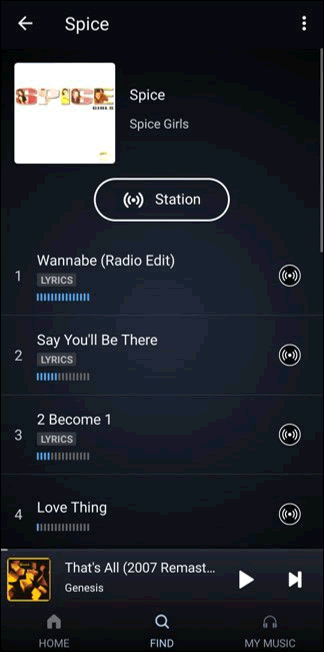 Spice
SPICE
GIRLS
Spice
Spice Girls
Station
1
Wannabe (Radio Edit)
LYRICS
2
Say You'll Be There
LYRICS
3
2 Become 1
LYRICS
4
Love Thing
That's All (2007 Remast...
Genesis
HOME
FIND
MY MUSIC